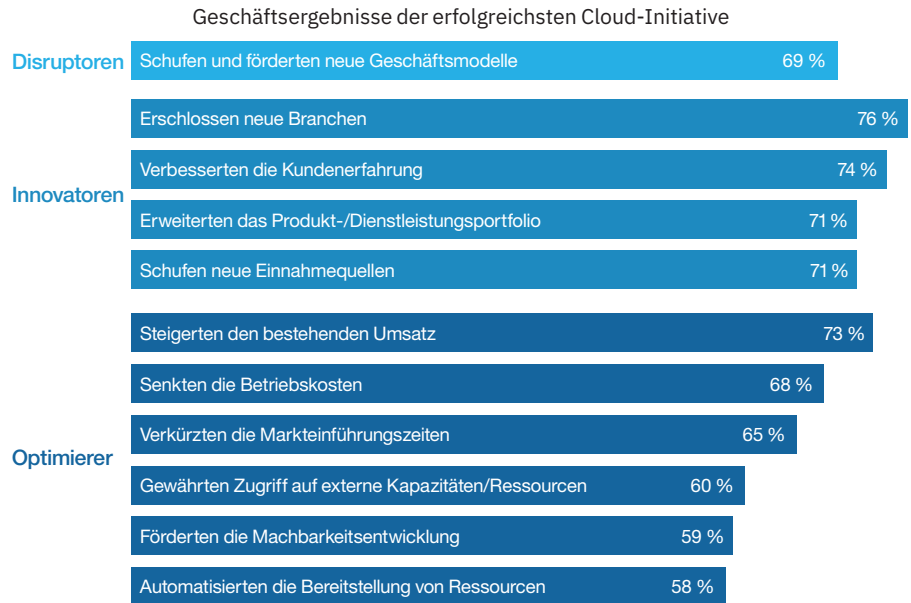 Geschäftsergebnisse der erfolgreichsten Cloud-Initiative
Disruptoren
Schufen und förderten neue Geschäftsmodelle 69 %
Innovatoren
Erschlossen neue Branchen 76 %
Verbesserten die Kundenerfahrung 74 %
Erweiterten das Produkt-/Dienstleistungsportfolio 71 %
Schufen neue Einnahmequellen 71 %
Optimierer
Steigerten den bestehenden Umsatz 73 %
Senkten die Betriebskosten 68 %
Verkürzten die Markteinführungszeiten 65 %
Gewährten Zugriff auf externe Kapazitäten/Ressourcen 60 %
Förderten die Machbarkeitsentwicklung 59 %
Automatisierten die Bereitstellung von Ressourcen 58 %